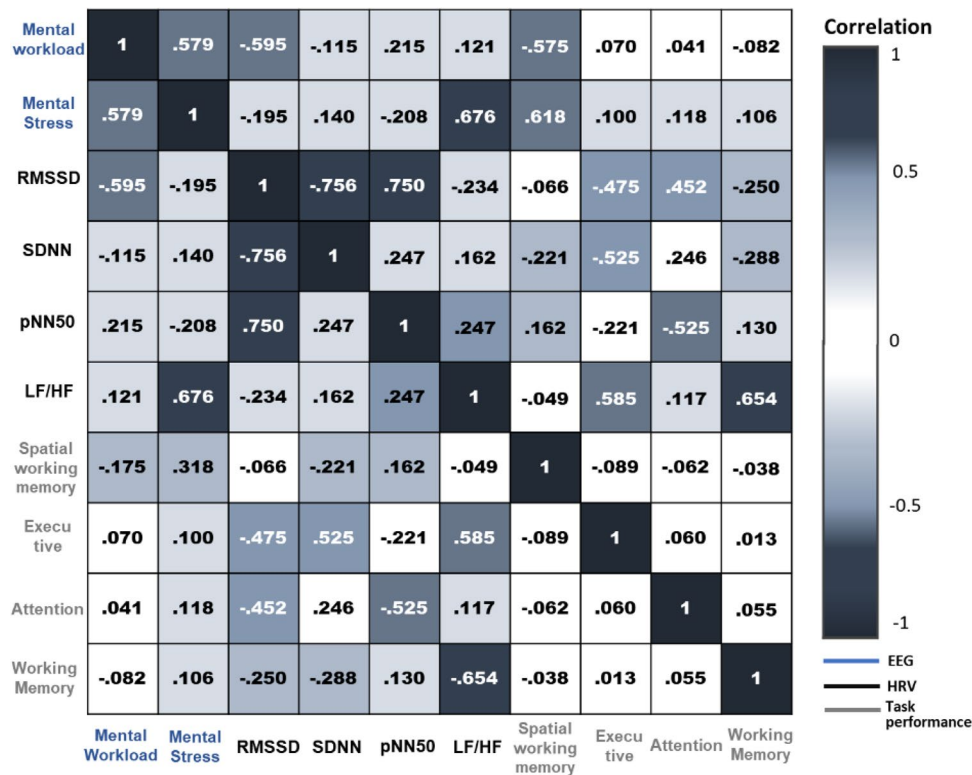 Correlation
Mental
workload
1 .579 -.595 -.115 .215 .121 -.575 .070 .041 -.082
1
Mental
Stress
.579 1 -.195 .140 -.208 .676 .618 .100 .118 .106
RMSSD
-.595 -.195 1 -.756 .750 -.234 -.066 -.475 .452 -.250
0.5
SDNN
-.115 .140 -.756 1 .247 .162 -.221 -.525 .246 -.288
pNN50
.215 -.208 .750 .247 1 .247 .162 -.221 -.525 .130
0
LF/HF
.121 .676 -.234 .162 .247 1 -.049 .585 .117 .654
Spatial
working
memory
-.175 .318 -.066 -.221 .162 -.049 1 -.089 -.062 -.038
-0.5
Execu
tive
.070 .100 -.475 .525 -.221 .585 -.089 1 .060 .013
Attention
.041 .118 -.452 .246 -.525 .117 -.062 .060 1 .055
-1
Working
Memory
-.082 .106 -.250 -.288 .130 -.654 -.038 .013 .055 1
EEG
HRV
Task
performance
Mental
Workload
Mental
Stress
RMSSD
SDNN
pNN50
LF/HF
Spatial
working
memory
Execu
tive
Attention
Working
Memory